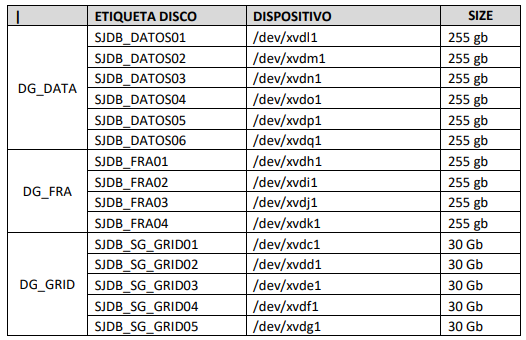 | ETIQUETA DISCO DISPOSITIVO SIZE
DG_DATA
SJDB_DATOS01 /dev/xvdl1 255 gb
SJDB_DATOS02 /dev/xvdm1 255 gb
SJDB_DATOS03 /dev/xvdn1 255 gb
SJDB_DATOS04 /dev/xvdo1 255 gb
SJDB_DATOS05 /dev/xvdp1 255 gb
SJDB_DATOS06 /dev/xvdq1 255 gb
DG_FRA
SJDB_FRA01 /dev/xvdh1 255 gb
SJDB_FRA02 /dev/xvdi1 255 gb
SJDB_FRA03 /dev/xvdj1 255 gb
SJDB_FRA04 /dev/xvdk1 255 gb
DG_GRID
SJDB_SG_GRID01 /dev/xvdc1 30 Gb
SJDB_SG_GRID02 /dev/xvdd1 30 Gb
SJDB_SG_GRID03 /dev/xvde1 30 Gb
SJDB_SG_GRID04 /dev/xvdf1 30 Gb
SJDB_SG_GRID05 /dev/xvdg1 30 Gb